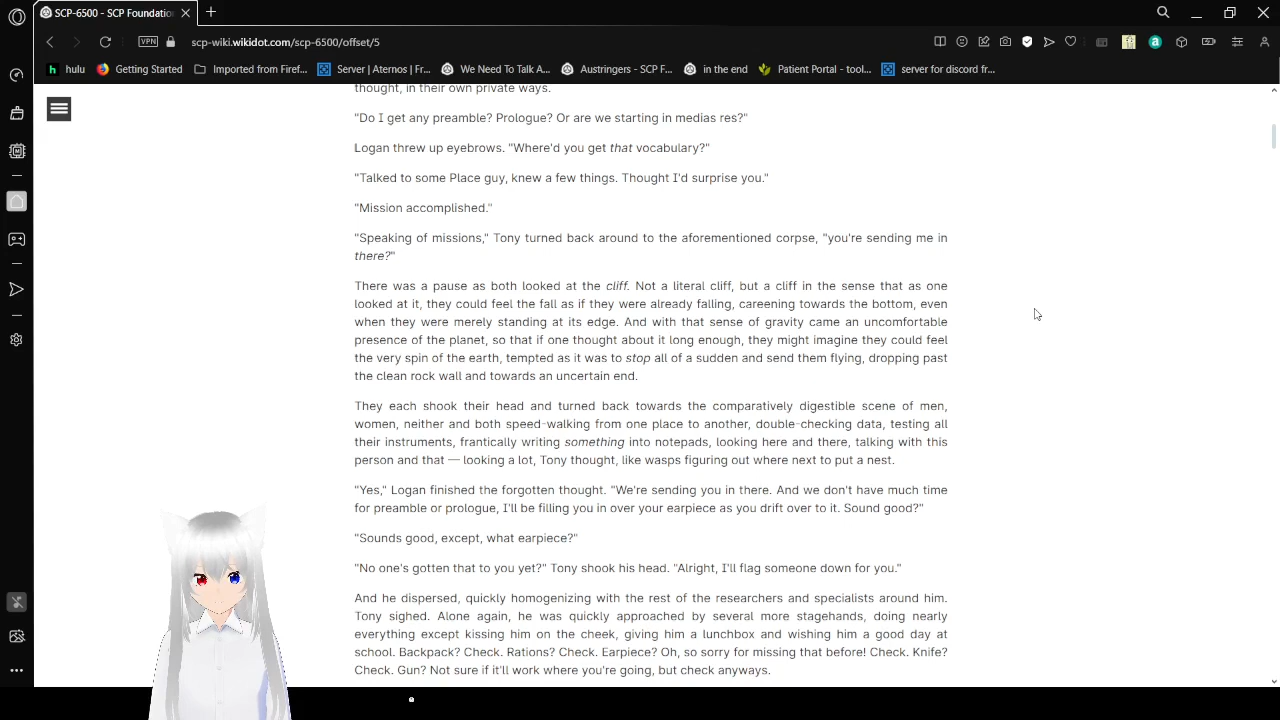 SCP-6500 - SCP Foundatio
VPN
scp-wiki.wikidot.com/scp-6500/offset/5
hulu
Getting Started
Imported from Firef...
Server | Aternos | Fr...
We Need To Talk A...
Austringers - SCP F...
in the end
Patient Portal - tool...
server for discord fr...
thought, in their own private ways.
"Do I get any preamble? Prologue? Or are we starting in medias res?"
Logan threw up eyebrows. "Where'd you get that vocabulary?"
"Talked to some Place guy, knew a few things. Thought I'd surprise you."
"Mission accomplished."
"Speaking of missions," Tony turned back around to the aforementioned corpse, "you're sending me in
there?"
There was a pause as both looked at the cliff. Not a literal cliff, but a cliff in the sense that as one
looked at it, they could feel the fall as if they were already falling, careening towards the bottom, even
when they were merely standing at its edge. And with that sense of gravity came an uncomfortable
presence of the planet, so that if one thought about it long enough, they might imagine they could feel
the very spin of the earth, tempted as it was to stop all of a sudden and send them flying, dropping past
the clean rock wall and towards an uncertain end.
They each shook their head and turned back towards the comparatively digestible scene of men,
women, neither and both speed-walking from one place to another, double-checking data, testing all
their instruments, frantically writing something into notepads, looking here and there, talking with this
person and that — looking a lot, Tony thought, like wasps figuring out where next to put a nest.
"Yes," Logan finished the forgotten thought. "We're sending you in there. And we don't have much time
for preamble or prologue, I'll be filling you in over your earpiece as you drift over to it. Sound good?"
"Sounds good, except, what earpiece?"
"No one's gotten that to you yet?" Tony shook his head. "Alright, I'll flag someone down for you."
And he dispersed, quickly homogenizing with the rest of the researchers and specialists around him.
Tony sighed. Alone again, he was quickly approached by several more stagehands, doing nearly
everything except kissing him on the cheek, giving him a lunchbox and wishing him a good day at
school. Backpack? Check. Rations? Check. Earpiece? Oh, so sorry for missing that before! Check. Knife?
Check. Gun? Not sure if it'll work where you're going, but check anyways.